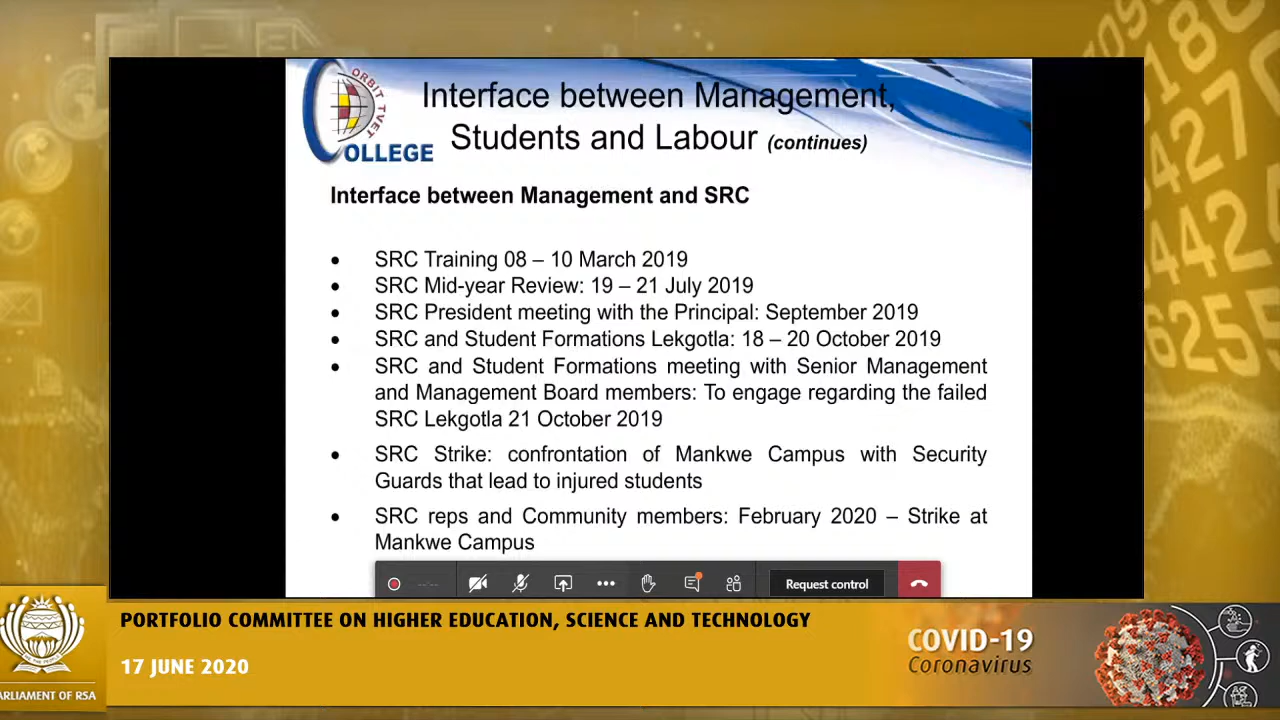 ORBIT TVET
COLLEGE
Interface between Management,
Students and Labour (continues)
Interface between Management and SRC
• SRC Training 08 – 10 March 2019
• SRC Mid-year Review: 19 – 21 July 2019
• SRC President meeting with the Principal: September 2019
• SRC and Student Formations Lekgotla: 18 – 20 October 2019
• SRC and Student Formations meeting with Senior Management
and Management Board members: To engage regarding the failed
SRC Lekgotla 21 October 2019
• SRC Strike: confrontation of Mankwe Campus with Security
Guards that lead to injured students
• SRC reps and Community members: February 2020 – Strike at
Mankwe Campus
--:--
Request control
PORTFOLIO COMMITTEE ON HIGHER EDUCATION, SCIENCE AND TECHNOLOGY
17 JUNE 2020
COVID-19
Coronavirus
ARLIAMENT OF RSA